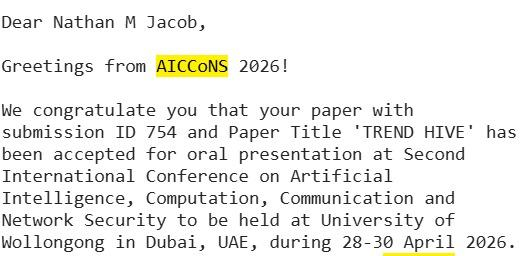 Dear Nathan M Jacob,
Greetings from AICCoNS 2026!
We congratulate you that your paper with
submission ID 754 and Paper Title 'TREND HIVE' has
been accepted for oral presentation at Second
International Conference on Artificial
Intelligence, Computation, Communication and
Network Security to be held at University of
Wollongong in Dubai, UAE, during 28-30 April 2026.